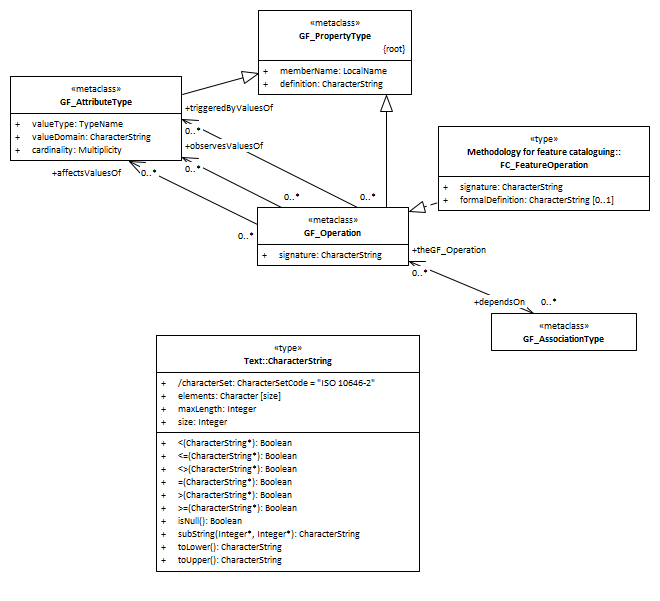 «metaclass»
GF_PropertyType
{root}
+ memberName: LocalName
+ definition: CharacterString
«metaclass»
GF_AttributeType
+ valueType: TypeName
+ valueDomain: CharacterString
+ cardinality: Multiplicity
+triggeredByValuesOf
0..*
+observesValuesOf
0..*
+affectsValuesOf
0..*
«type»
Methodology for feature cataloguing::
FC_FeatureOperation
+ signature: CharacterString
+ formalDefinition: CharacterString [0..1]
0..*
0..*
0..*
«metaclass»
GF_Operation
+ signature: CharacterString
+theGF_Operation
0..*
+dependsOn
0..*
«metaclass»
GF_AssociationType
«type»
Text::CharacterString
+ /characterSet: CharacterSetCode = "ISO 10646-2"
+ elements: Character [size]
+ maxLength: Integer
+ size: Integer
+ <(CharacterString*): Boolean
+ <=(CharacterString*): Boolean
+ <>(CharacterString*): Boolean
+ =(CharacterString*): Boolean
+ >(CharacterString*): Boolean
+ >=(CharacterString*): Boolean
+ isNull(): Boolean
+ subString(Integer*, Integer*): CharacterString
+ toLower(): CharacterString
+ toUpper(): CharacterString